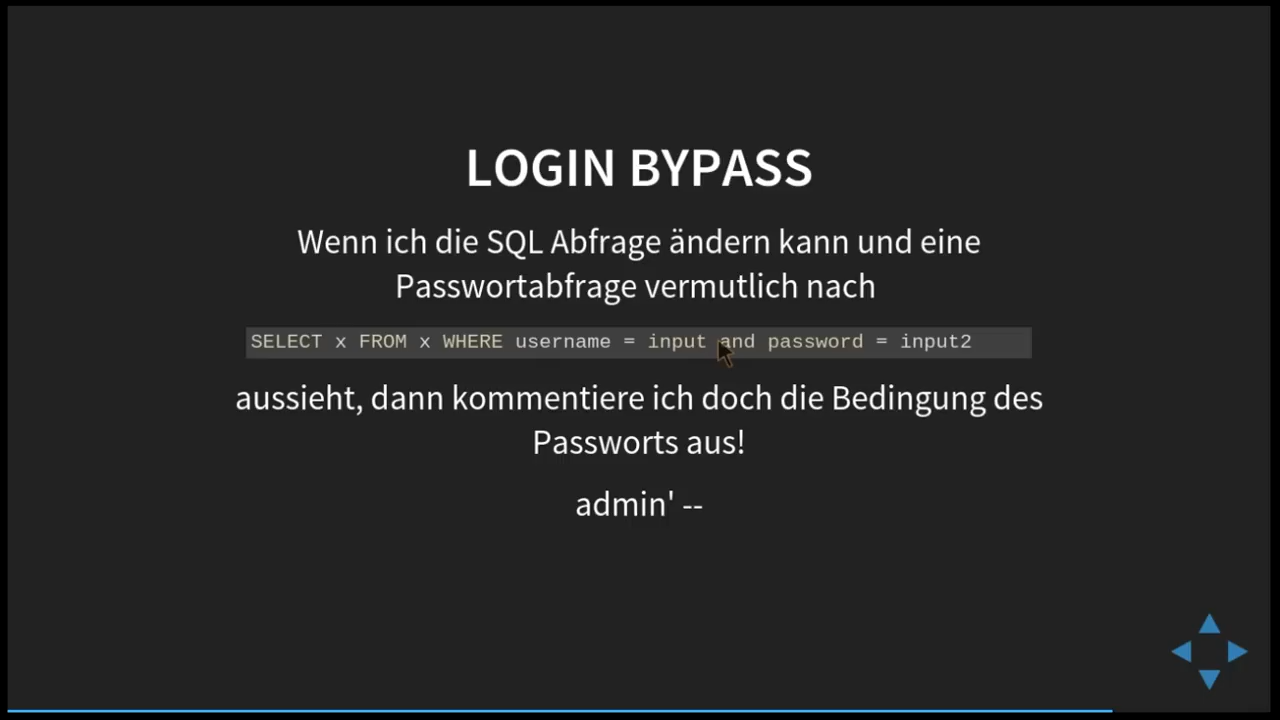 LOGIN BYPASS
Wenn ich die SQL Abfrage ändern kann und eine
Passwortabfrage vermutlich nach
SELECT x FROM x WHERE username = input and password = input2
aussieht, dann kommentiere ich doch die Bedingung des
Passworts aus!
admin' --